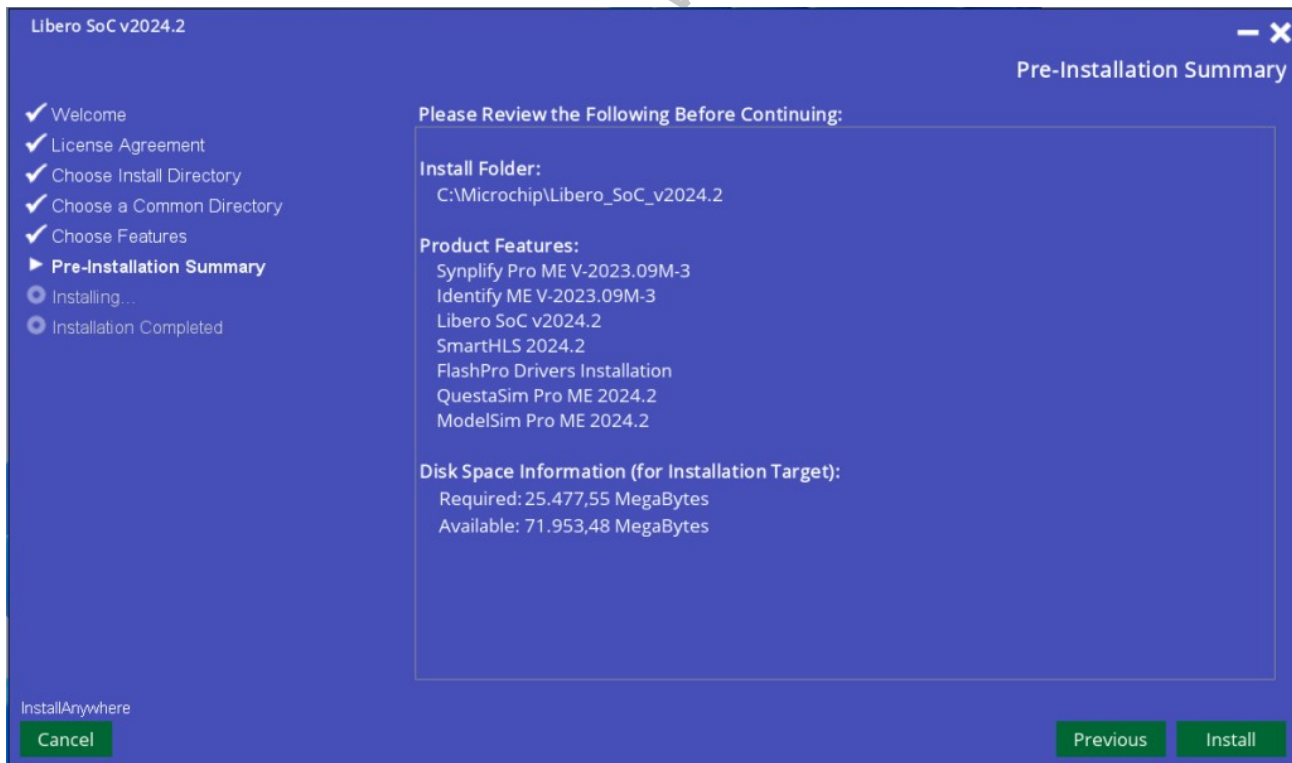 Libero SoC v2024.2
Pre-Installation Summary
Welcome
License Agreement
Choose Install Directory
Choose a Common Directory
Choose Features
Pre-Installation Summary
Installing...
Installation Completed
Please Review the Following Before Continuing:
Install Folder:
C:\Microchip\Libero_SoC_v2024.2
Product Features:
Synplify Pro ME V-2023.09M-3
Identify ME V-2023.09M-3
Libero SoC v2024.2
SmartHLS 2024.2
FlashPro Drivers Installation
QuestaSim Pro ME 2024.2
ModelSim Pro ME 2024.2
Disk Space Information (for Installation Target):
Required: 25.477,55 MegaBytes
Available: 71.953,48 MegaBytes
InstallAnywhere
Cancel
Previous
Install